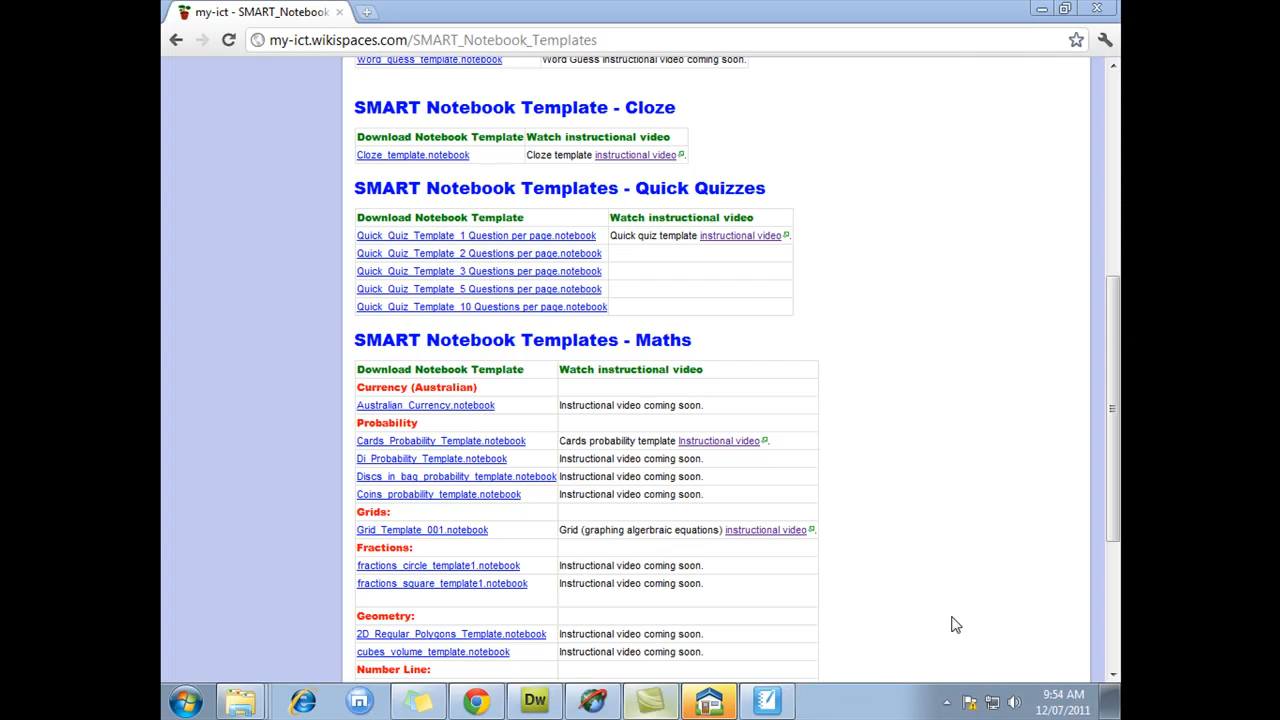 my-ict - SMART_Notebook_
my-ict.wikispaces.com/SMART_Notebook_Templates
word_guess_template.notebook Word Guess instructional video coming soon.
SMART Notebook Template - Cloze
Download Notebook Template Watch instructional video
Cloze_template.notebook Cloze template instructional video.
SMART Notebook Templates - Quick Quizzes
Download Notebook Template Watch instructional video
Quick_Quiz_Template_1 Question per page.notebook Quick quiz template instructional video.
Quick_Quiz_Template_2 Questions per page.notebook
Quick_Quiz_Template_3 Questions per page.notebook
Quick_Quiz_Template_5 Questions per page.notebook
Quick_Quiz_Template_10 Questions per page.notebook
SMART Notebook Templates - Maths
Download Notebook Template Watch instructional video
Currency (Australian)
Australian_Currency.notebook Instructional video coming soon.
Probability
Cards_Probability_Template.notebook Cards probability template Instructional video.
Di_Probability_Template.notebook Instructional video coming soon.
Discs_in_bag_probability_template.notebook Instructional video coming soon.
Coins_probability_template.notebook Instructional video coming soon.
Grids:
Grid_Template_001.notebook Grid (graphing algerbraic equations) instructional video.
Fractions:
fractions_circle_template1.notebook Instructional video coming soon.
fractions_square_template1.notebook Instructional video coming soon.
Geometry:
2D_Regular_Polygons_Template.notebook Instructional video coming soon.
cubes_volume_template.notebook Instructional video coming soon.
Number Line:
Dw
9:54 AM
12/07/2011